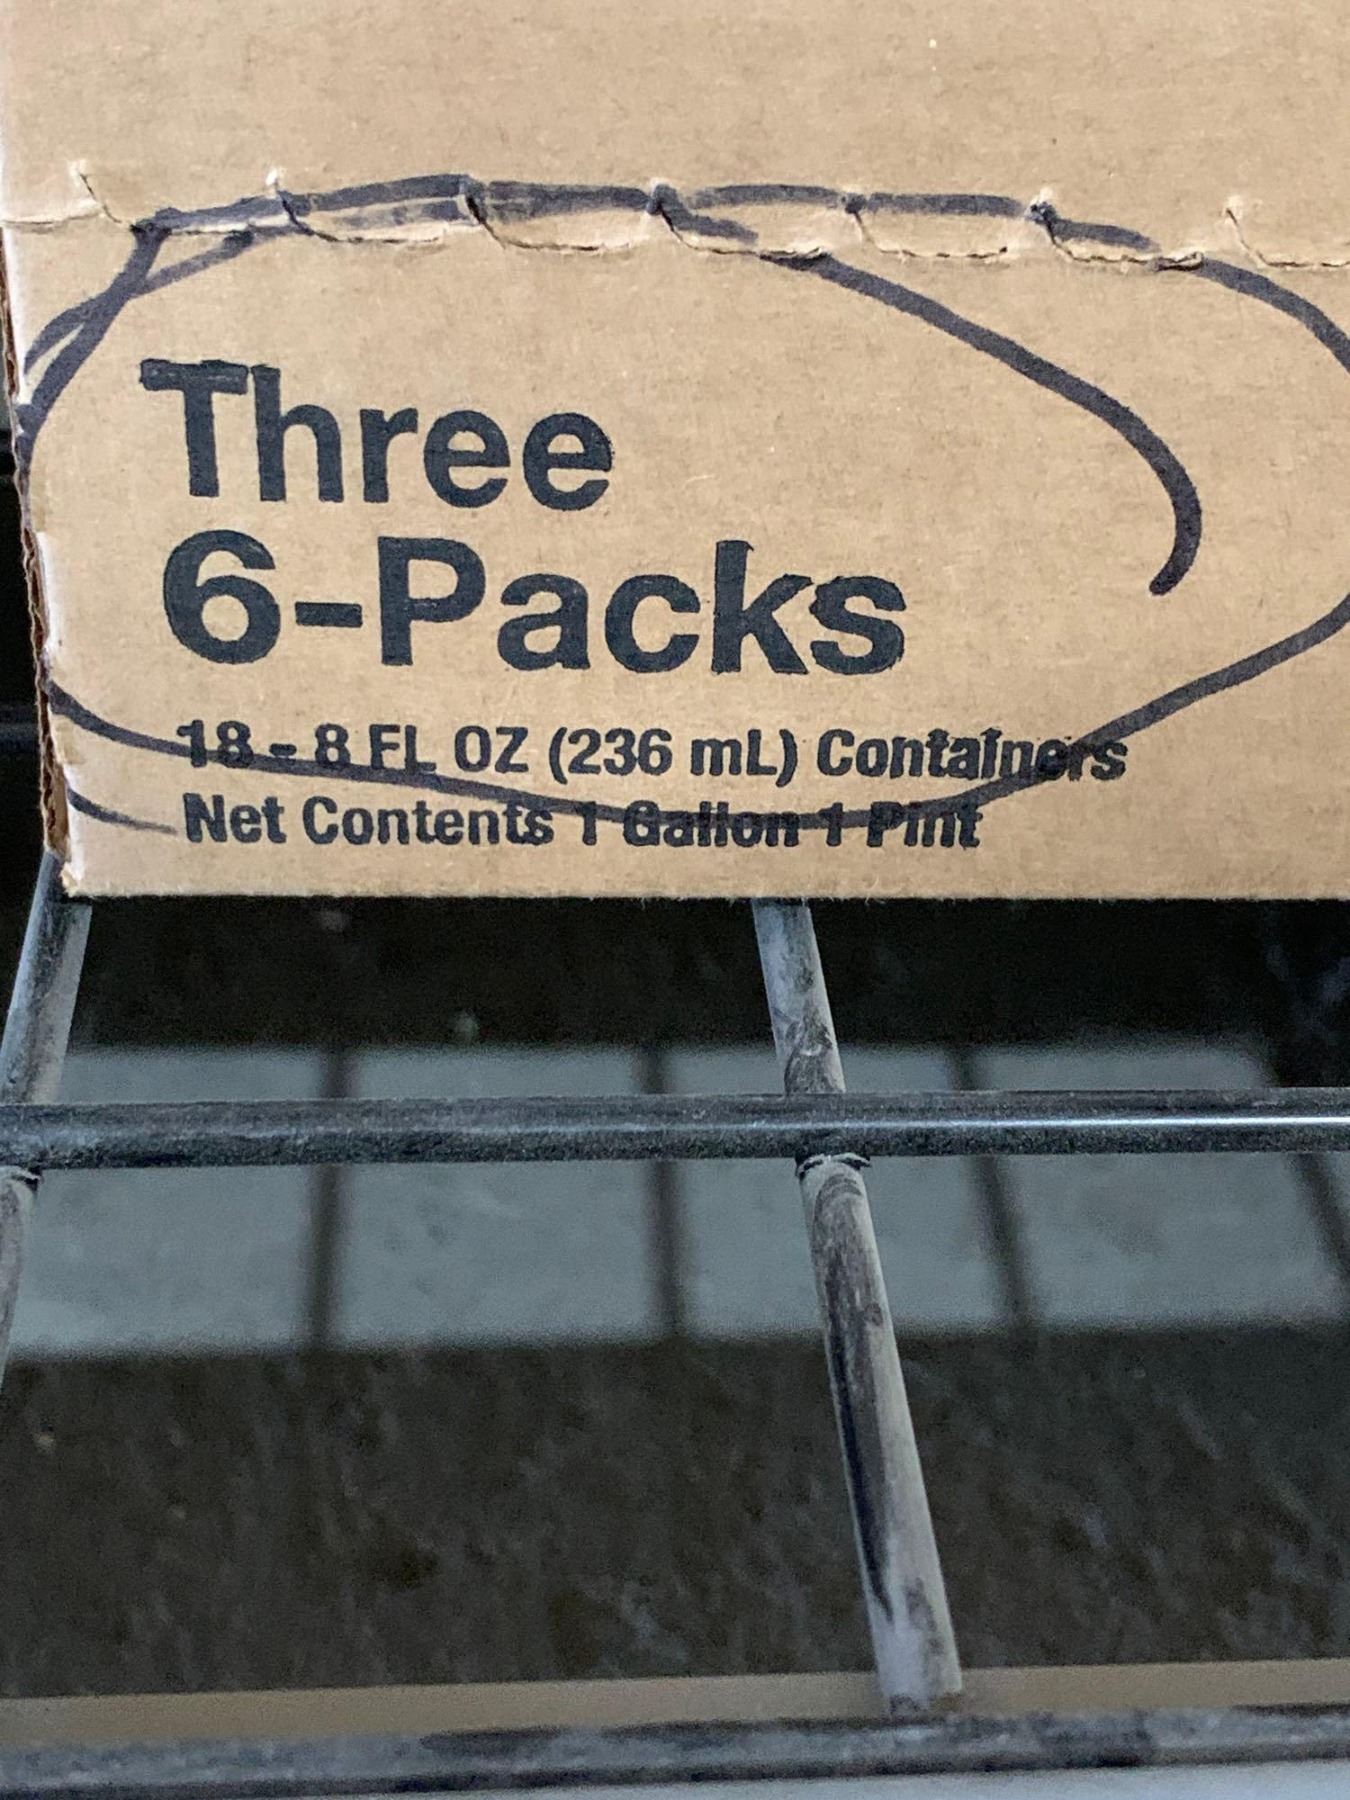 Three
6-Packs
18 - 8 FL OZ (236 mL) Containers
Net Contents 1 Gallon 1 Pint